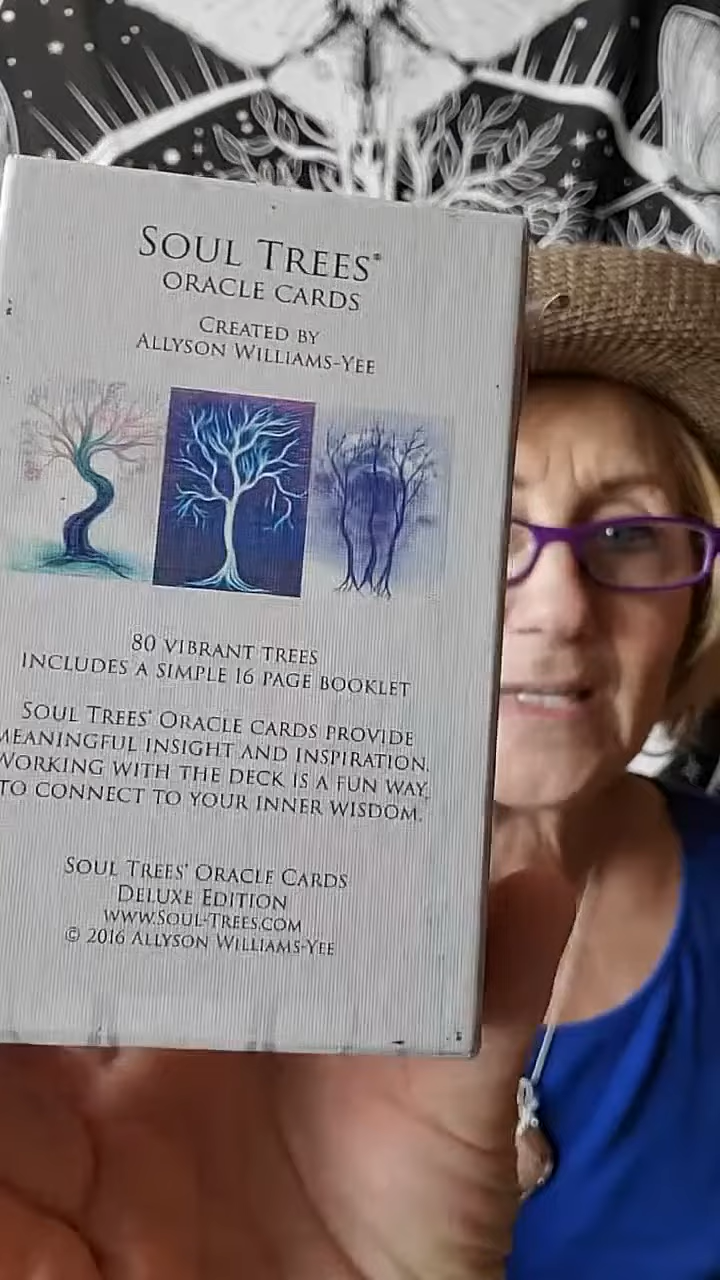 SOUL TREES®
ORACLE CARDS
CREATED BY
ALLYSON WILLIAMS-YEE
80 VIBRANT TREES
INCLUDES A SIMPLE 16 PAGE BOOKLET
SOUL TREES® ORACLE CARDS PROVIDE
MEANINGFUL INSIGHT AND INSPIRATION.
WORKING WITH THE DECK IS A FUN WAY
TO CONNECT TO YOUR INNER WISDOM.
SOUL TREES® ORACLE CARDS
DELUXE EDITION
WWW.SOUL-TREES.COM
© 2016 ALLYSON WILLIAMS-YEE